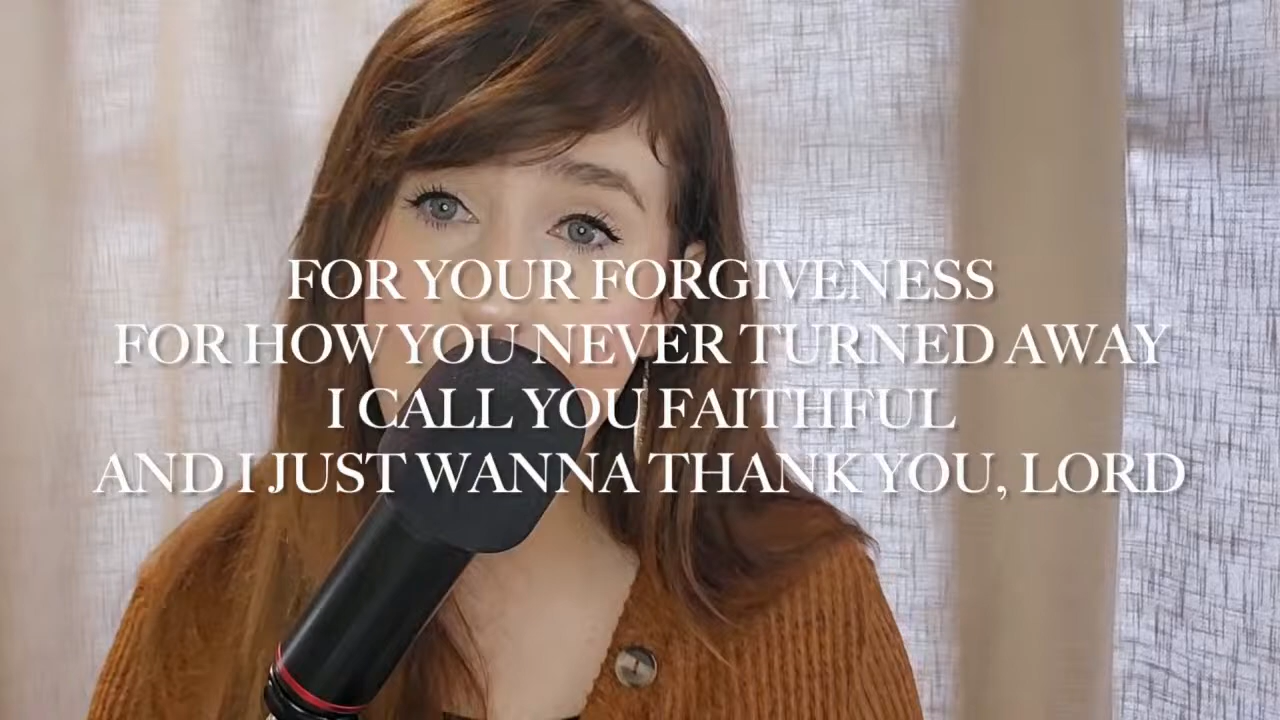 FOR YOUR FORGIVENESS
FOR HOW YOU NEVER TURNED AWAY
I CALL YOU FAITHFUL
AND I JUST WANNA THANK YOU, LORD